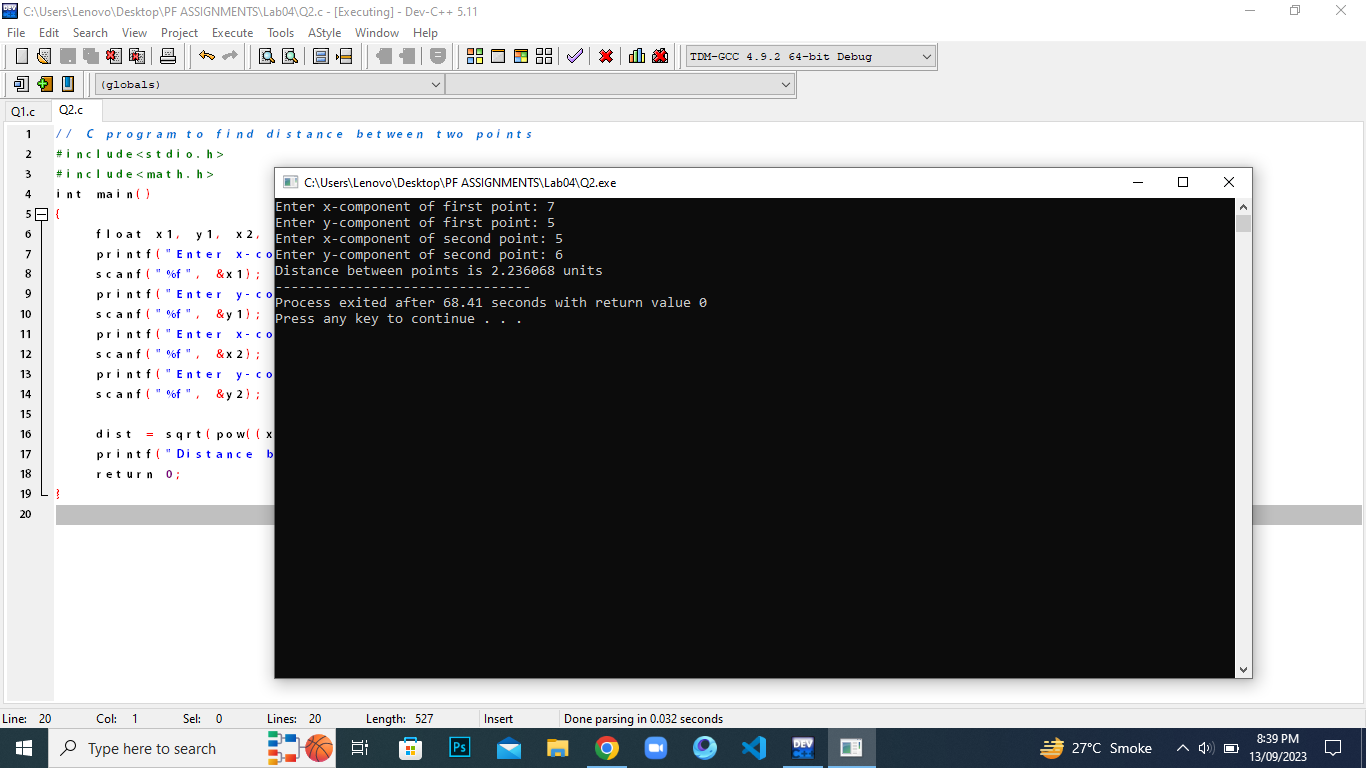 C:\Users\Lenovo\Desktop\PF ASSIGNMENTS\Lab04\Q2.c - [Executing] - Dev-C++ 5.11
File Edit Search View Project Execute Tools AStyle Window Help
TDM-GCC 4.9.2 64-bit Debug
(globals)
Q1.c Q2.c
1 // C program to find distance between two points
2 #include<stdio.h>
3 #include<math.h>
4 int main()
5 {
6 float x1, y1, x2,
7 printf("Enter x-co
8 scanf("%f", &x1);
9 printf("Enter y-co
10 scanf("%f", &y1);
11 printf("Enter x-co
12 scanf("%f", &x2);
13 printf("Enter y-co
14 scanf("%f", &y2);
15
16 dist = sqrt(pow((x
17 printf("Distance b
18 return 0;
19 }
20
C:\Users\Lenovo\Desktop\PF ASSIGNMENTS\Lab04\Q2.exe
Enter x-component of first point: 7
Enter y-component of first point: 5
Enter x-component of second point: 5
Enter y-component of second point: 6
Distance between points is 2.236068 units
--------------------------------
Process exited after 68.41 seconds with return value 0
Press any key to continue . . .
Line: 20 Col: 1 Sel: 0 Lines: 20 Length: 527 Insert Done parsing in 0.032 seconds
Type here to search
Ps
DEV
27°C Smoke
8:39 PM
13/09/2023